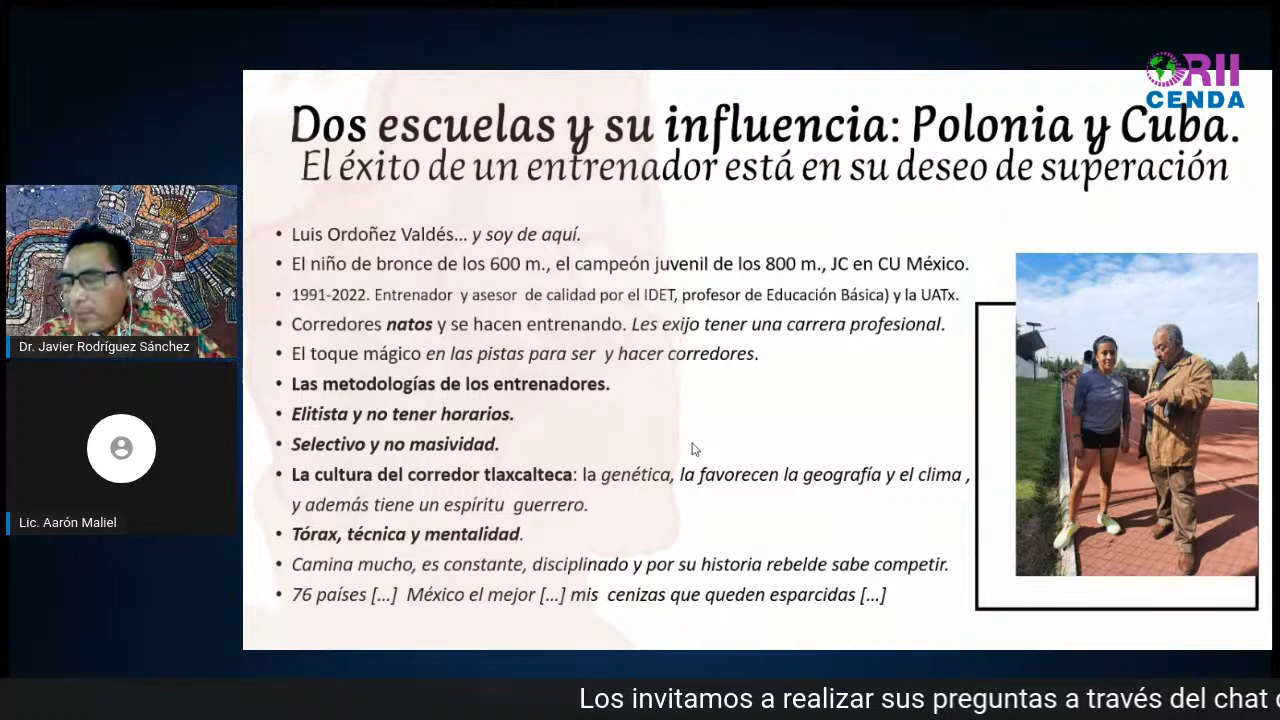 ORII
CENDA
Dos escuelas y su influencia: Polonia y Cuba.
El éxito de un entrenador está en su deseo de superación
• Luis Ordoñez Valdés... y soy de aquí.
• El niño de bronce de los 600 m., el campeón juvenil de los 800 m., JC en CU México.
• 1991-2022. Entrenador y asesor de calidad por el IDET, profesor de Educación Básica) y la UATx.
• Corredores natos y se hacen entrenando. Les exijo tener una carrera profesional.
• El toque mágico en las pistas para ser y hacer corredores.
• Las metodologías de los entrenadores.
• Elitista y no tener horarios.
• Selectivo y no masividad.
• La cultura del corredor tlaxcalteca: la genética, la favorecen la geografía y el clima ,
y además tiene un espíritu guerrero.
• Tórax, técnica y mentalidad.
• Camina mucho, es constante, disciplinado y por su historia rebelde sabe competir.
• 76 países [...] México el mejor [...] mis cenizas que queden esparcidas [...]
Dr. Javier Rodríguez Sánchez
Lic. Aarón Maliel
Los invitamos a realizar sus preguntas a través del chat